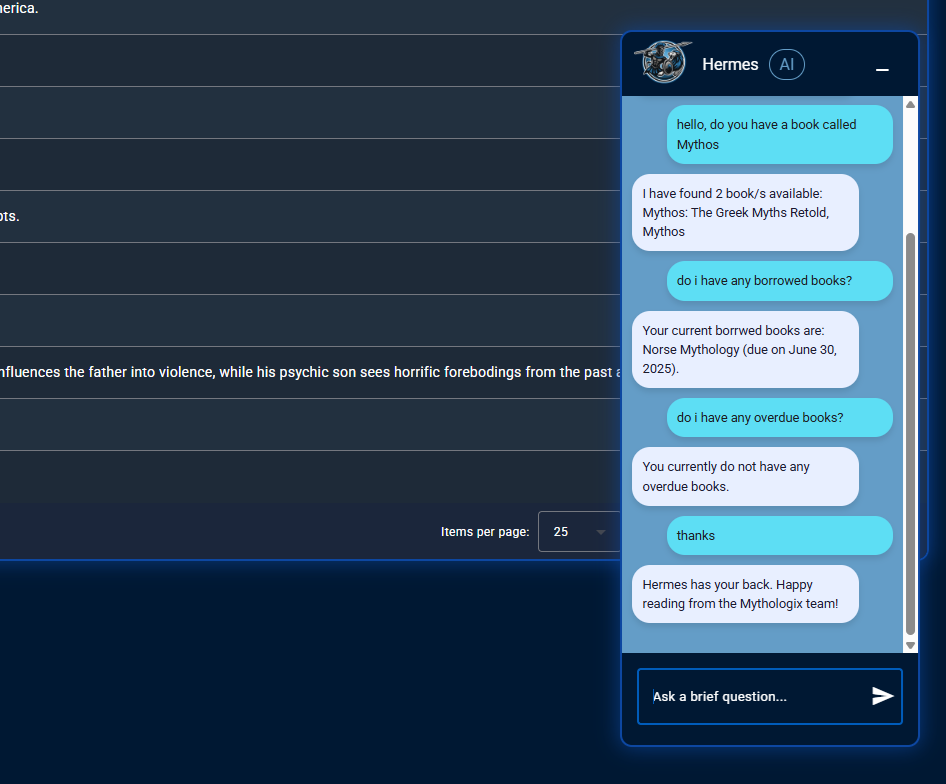 nerica.
Hermes AI
hello, do you have a book called
Mythos
I have found 2 book/s available:
Mythos: The Greek Myths Retold,
Mythos
do i have any borrowed books?
Your current borrwed books are:
Norse Mythology (due on June 30,
2025).
pts.
nfluences the father into violence, while his psychic son sees horrific forebodings from the past
do i have any overdue books?
You currently do not have any
overdue books.
Items per page: 25
thanks
Hermes has your back. Happy
reading from the Mythologix team!
Ask a brief question...